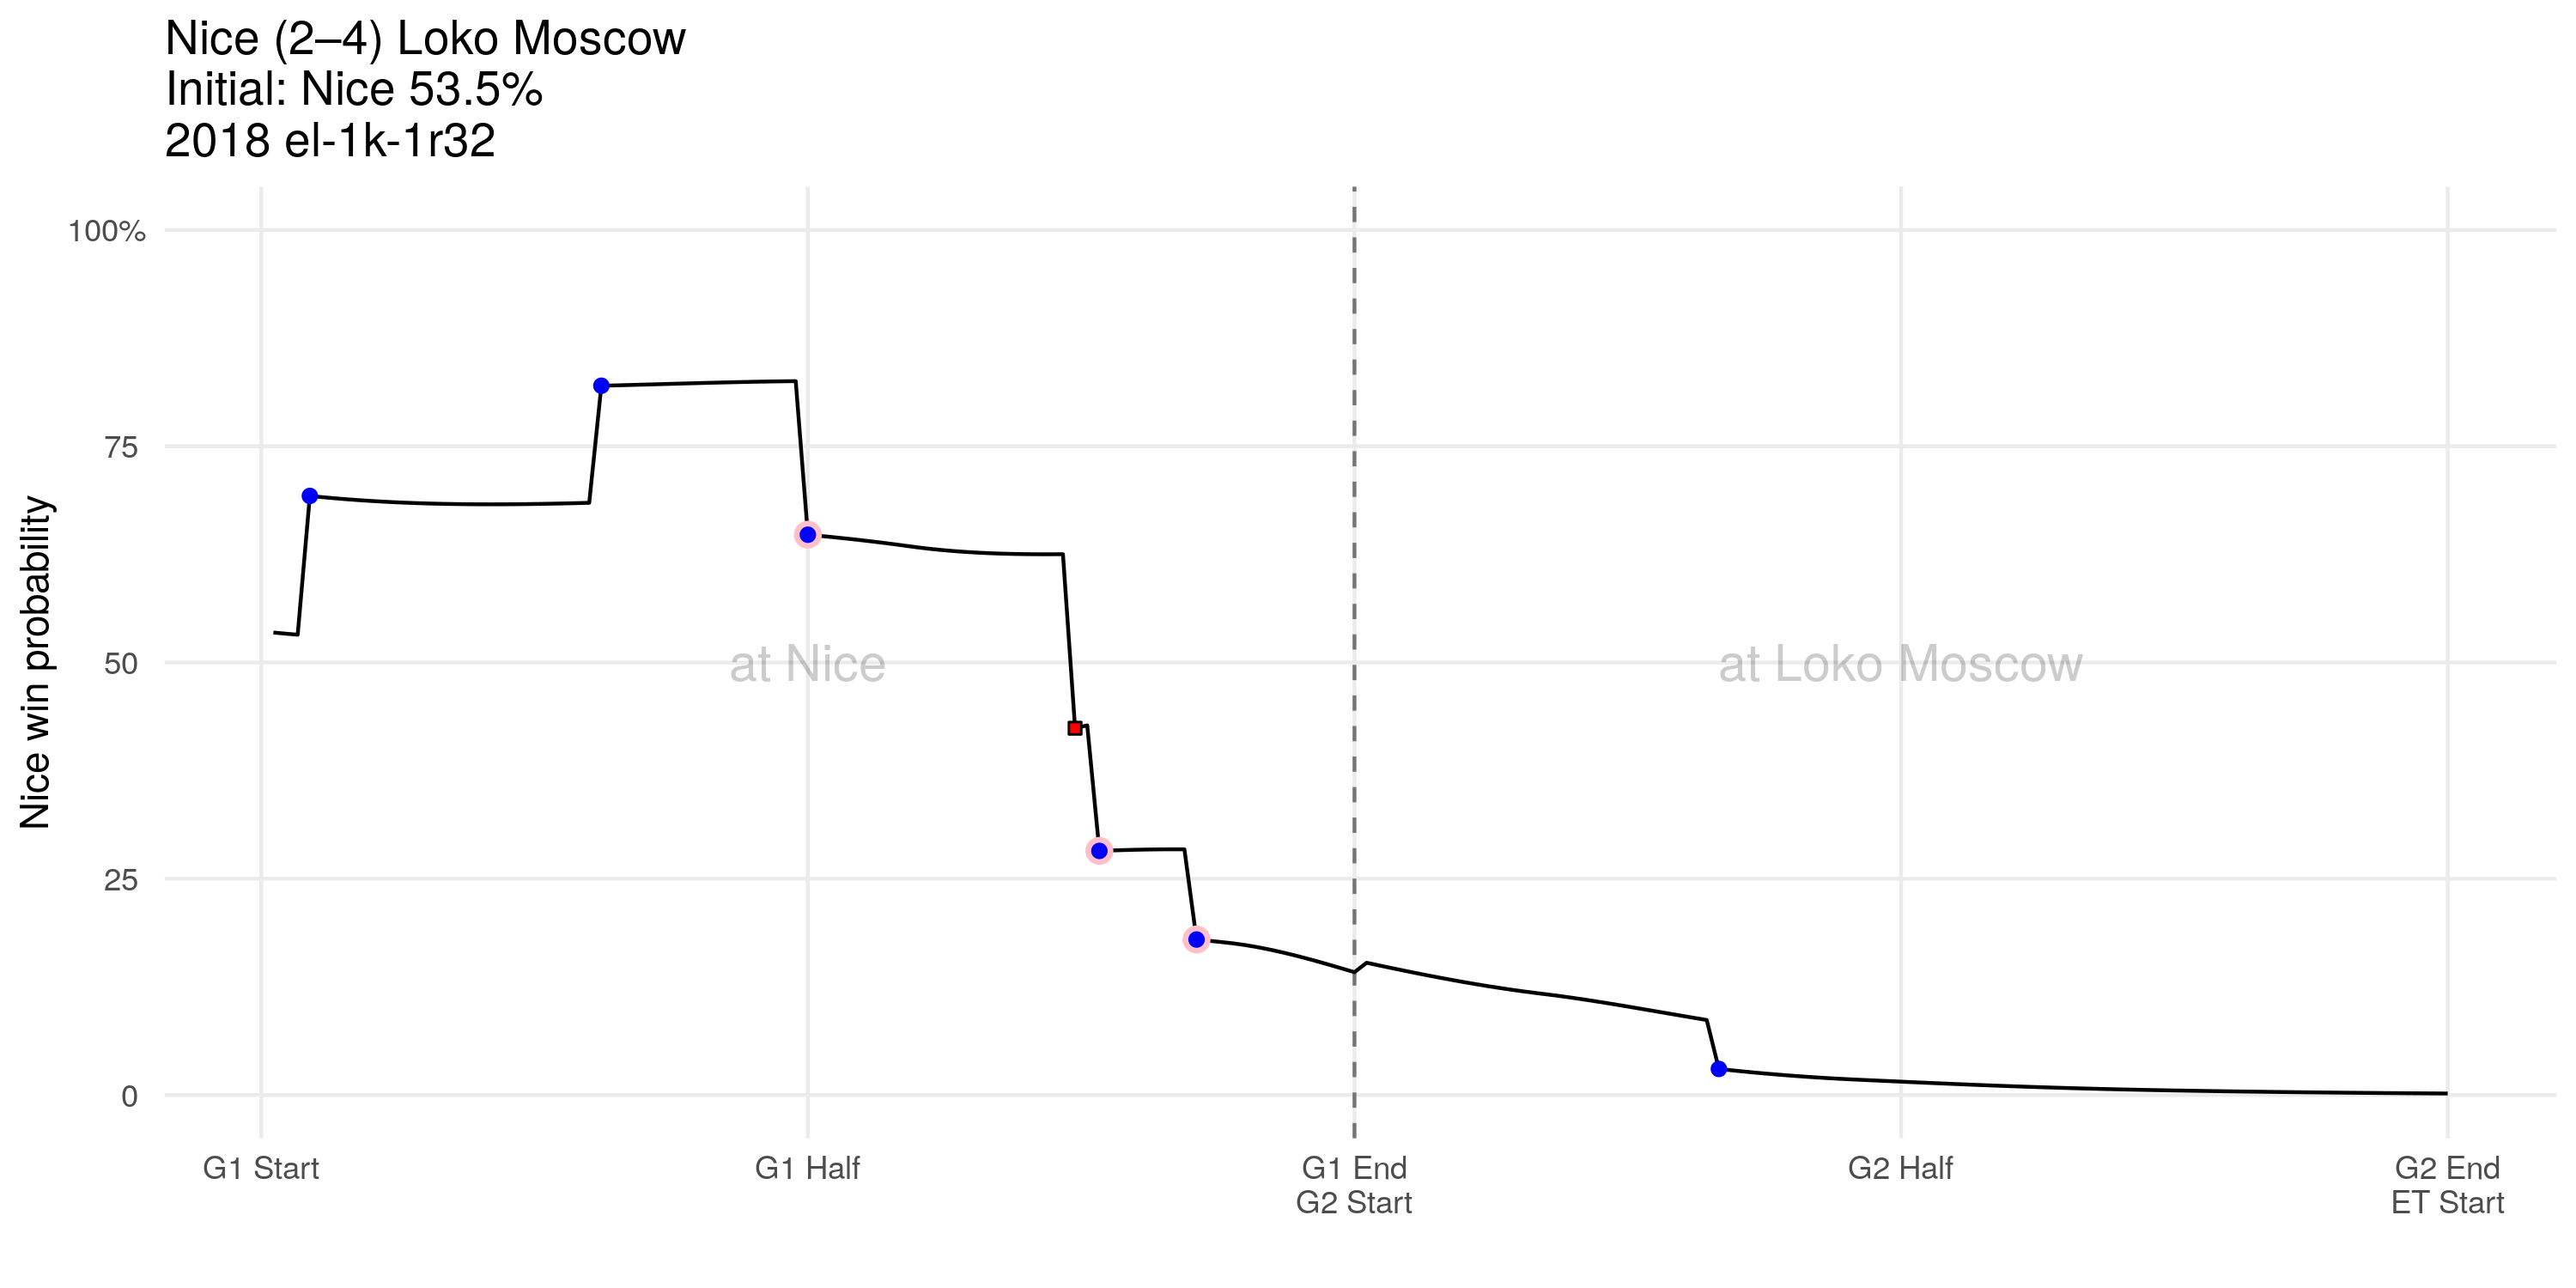 Nice (2–4) Loko Moscow
Initial: Nice 53.5%
2018 el-1k-1r32
Nice win probability
100%
75
50
25
0
at Nice
at Loko Moscow
G1 Start
G1 Half
G1 End
G2 Start
G2 Half
G2 End
ET Start